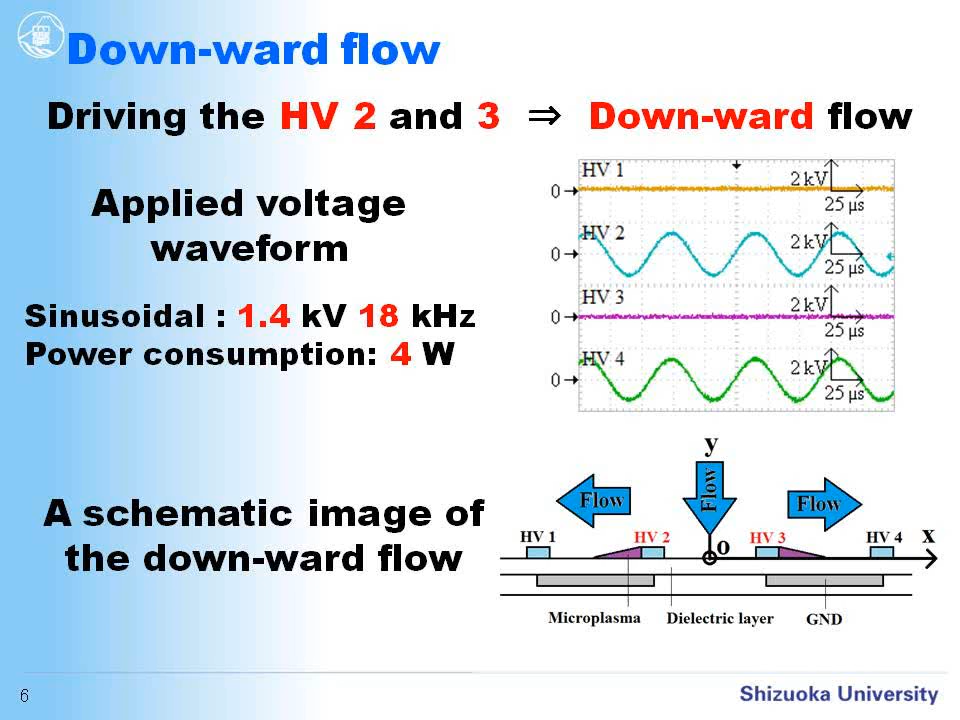 Down-ward flow
Driving the HV 2 and 3 ⇒ Down-ward flow
Applied voltage
waveform
Sinusoidal : 1.4 kV 18 kHz
Power consumption: 4 W
HV 1
0
2 kV
25 µs
HV 2
0
2 kV
25 µs
HV 3
0
2 kV
25 µs
HV 4
0
2 kV
25 µs
A schematic image of
the down-ward flow
y
Flow
Flow
Flow
HV 1
HV 2
o
HV 3
HV 4
x
Microplasma
Dielectric layer
GND
6
Shizuoka University